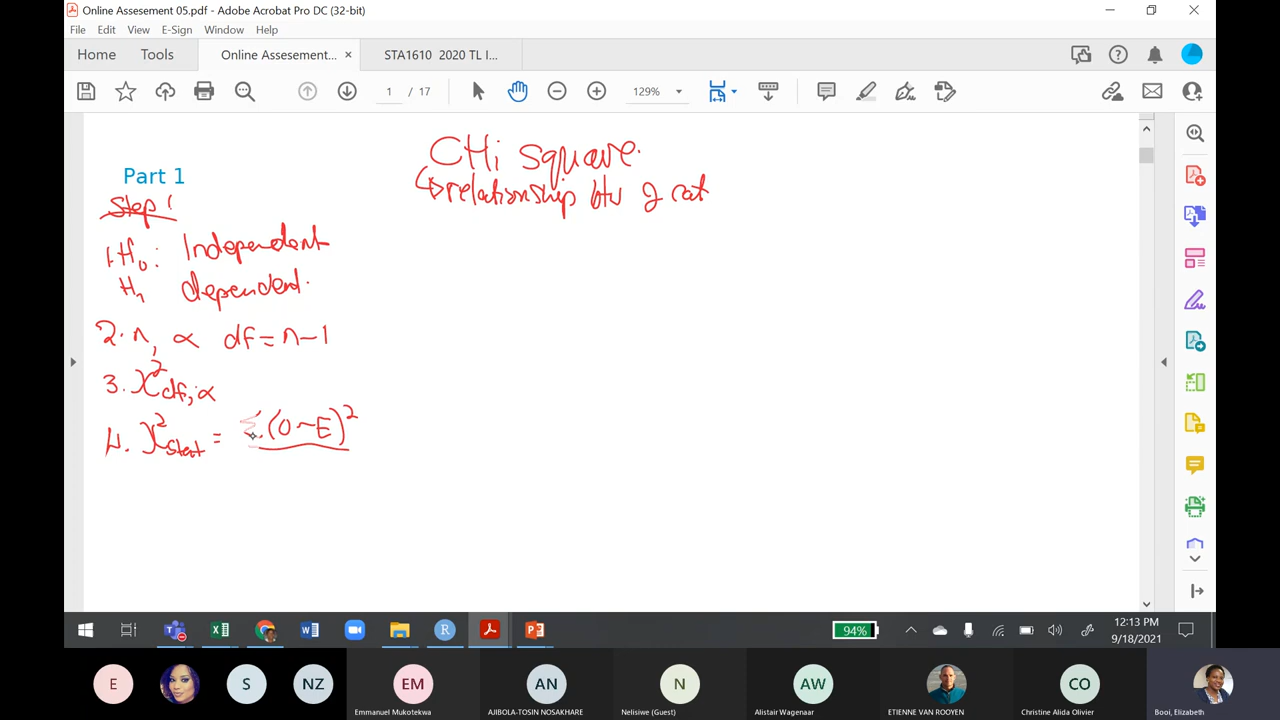 Online Assesement 05.pdf - Adobe Acrobat Pro DC (32-bit)
File Edit View E-Sign Window Help
Home Tools Online Assesment... × STA1610 2020 TL I...
1 / 17 129%
CHi square
relationship btw 2 cat
Part 1
Step 1
1. H₀: Independent
H₁ dependent.
2. n, α df = n - 1
3. χ²df, α
4. χ²stat = Σ (O - E)²
94% 12:13 PM
9/18/2021
E S NZ EM AN N AW CO
Emmanuel Mukotekwa AJIBOLA-TOSIN NOSAKHARE Nelisiwe (Guest) Alistair Wagenaar ETIENNE VAN ROOYEN Christine Alida Olivier Booi, Elizabeth